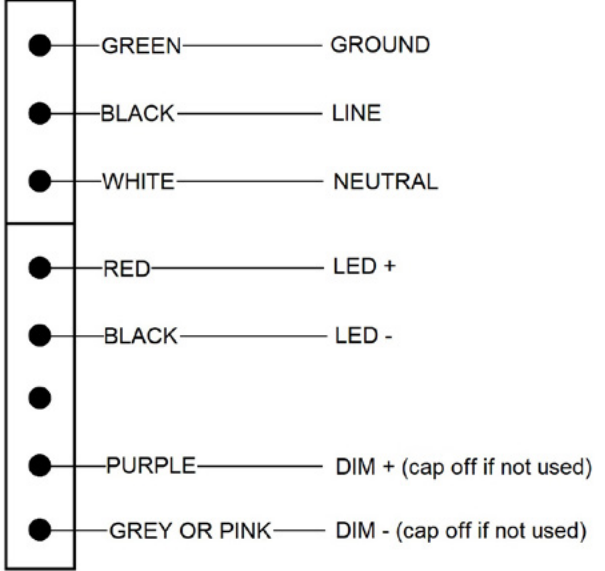 GREEN GROUND
BLACK LINE
WHITE NEUTRAL
RED LED +
BLACK LED -
PURPLE DIM + (cap off if not used)
GREY OR PINK DIM - (cap off if not used)